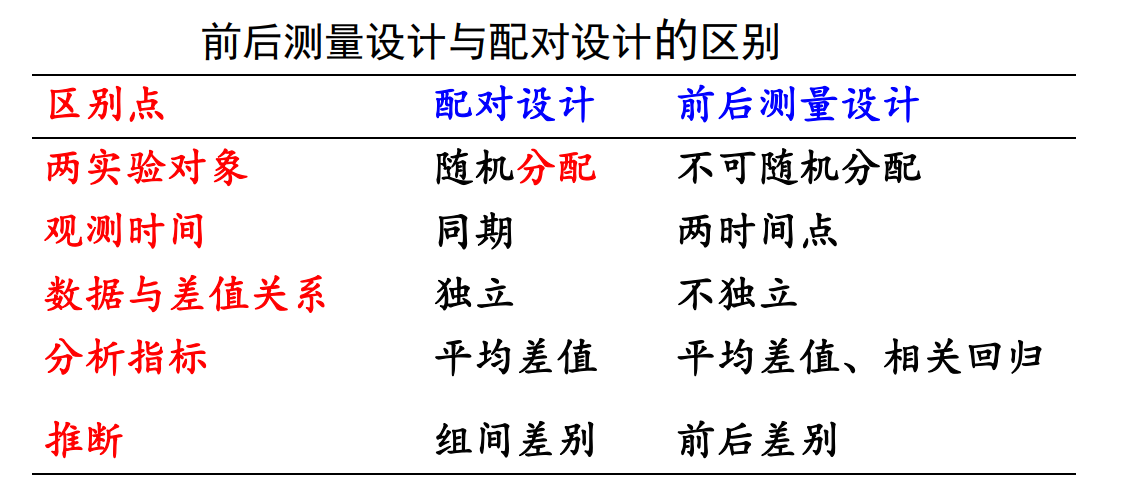 前后测量设计与配对设计的区别
区别点 配对设计 前后测量设计
两实验对象 随机分配 不可随机分配
观测时间 同期 两时间点
数据与差值关系 独立 不独立
分析指标 平均差值 平均差值、相关回归
推断 组间差别 前后差别